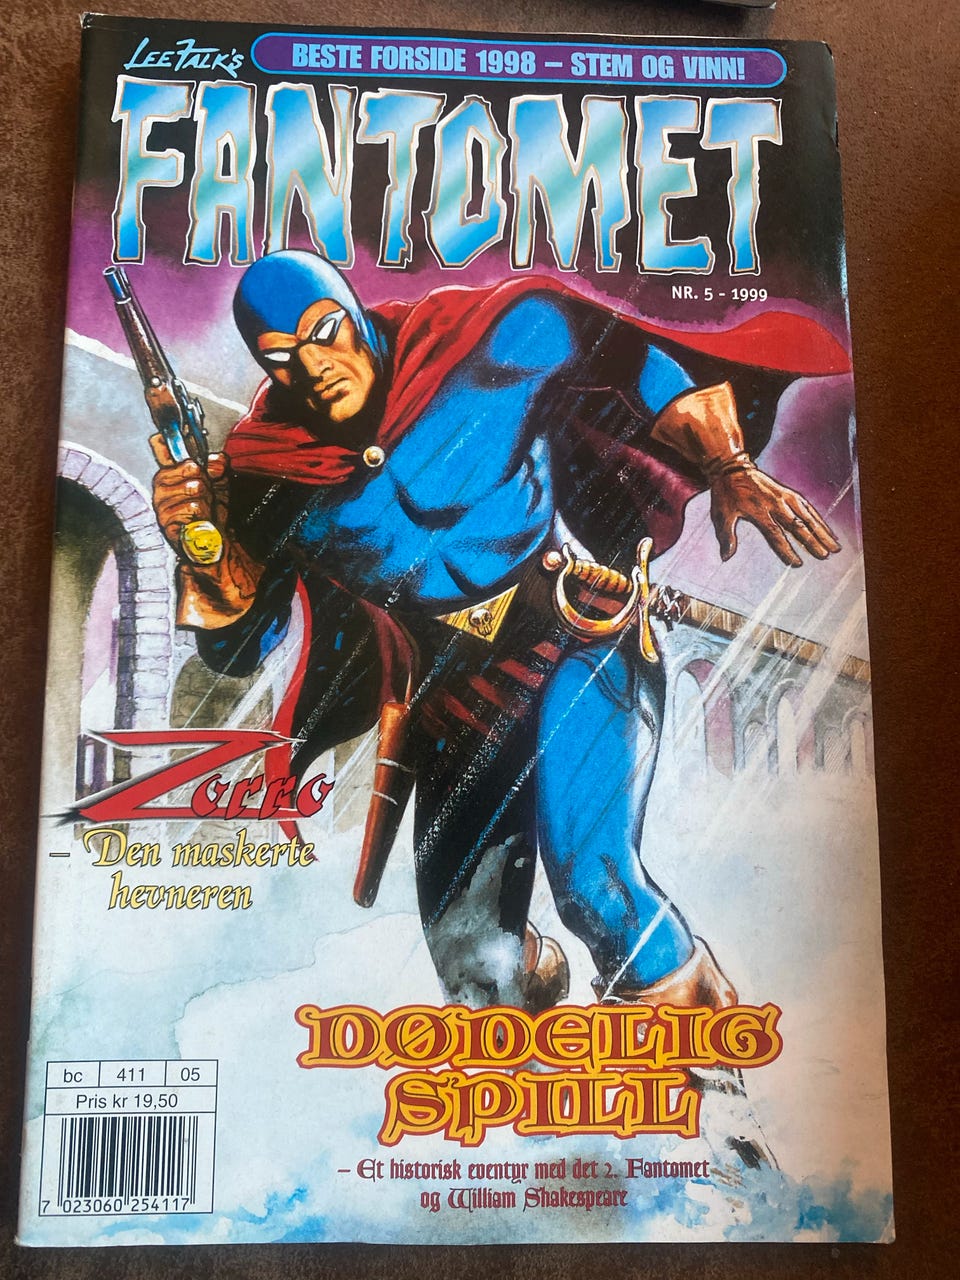 LEE FALK'S
BESTE FORSIDE 1998 – STEM OG VINN!
FANTOMET
NR. 5 - 1999
Zorro
– Den maskerte
hevneren
DØDELIG
SPILL
– Et historisk eventyr med det 2. Fantomet
og William Shakespeare
bc 411 05
Pris kr 19,50
7 023060 254117